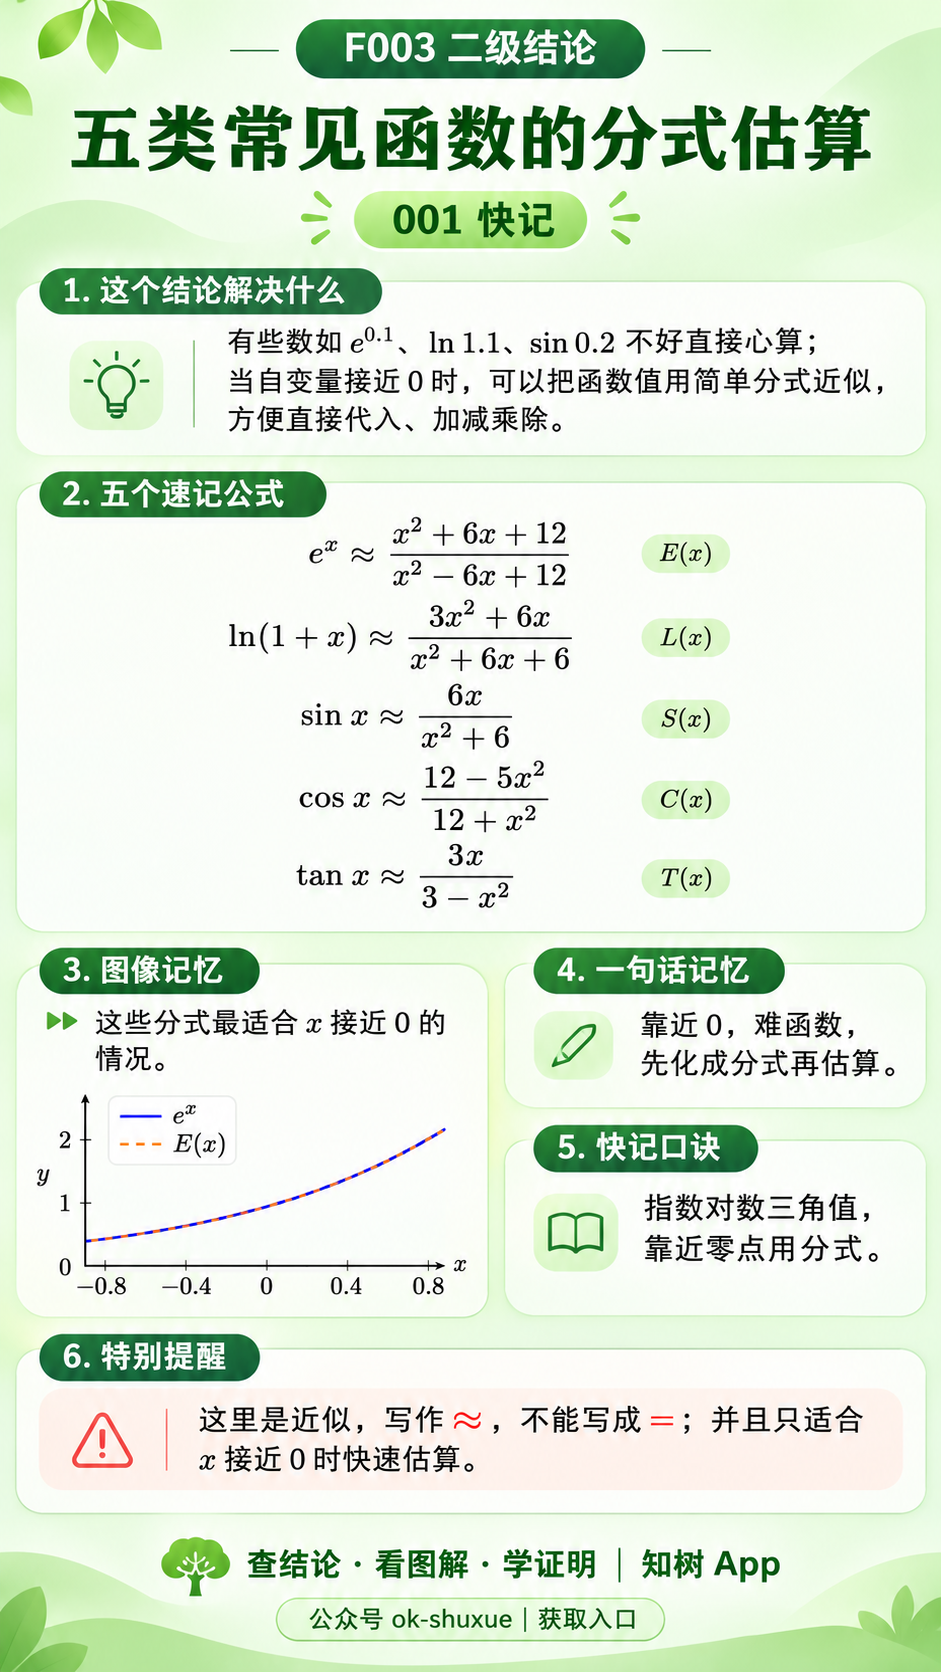 F003 二级结论
五类常见函数的分式估算
001 快记
1. 这个结论解决什么
有些数如 e^{0.1}、ln 1.1、sin 0.2 不好直接心算；
当自变量接近 0 时，可以把函数值用简单分式近似，
方便直接代入、加减乘除。
2. 五个速记公式
e^x ≈ \frac{x^2 + 6x + 12}{x^2 − 6x + 12} E(x)
ln(1 + x) ≈ \frac{3x^2 + 6x}{x^2 + 6x + 6} L(x)
sin x ≈ \frac{6x}{x^2 + 6} S(x)
cos x ≈ \frac{12 − 5x^2}{12 + x^2} C(x)
tan x ≈ \frac{3x}{3 − x^2} T(x)
3. 图像记忆
这些分式最适合 x 接近 0 的
情况。
e^x
E(x)
2
y
1
0
−0.8 −0.4 0 0.4 0.8 x
4. 一句话记忆
靠近 0，难函数，
先化成分式再估算。
5. 快记口诀
指数对数三角值，
靠近零点用分式。
6. 特别提醒
这里是近似，写作 ≈，不能写成 =；并且只适合
x 接近 0 时快速估算。
查结论 · 看图解 · 学证明｜知树 App
公众号 ok-shuxue｜获取入口